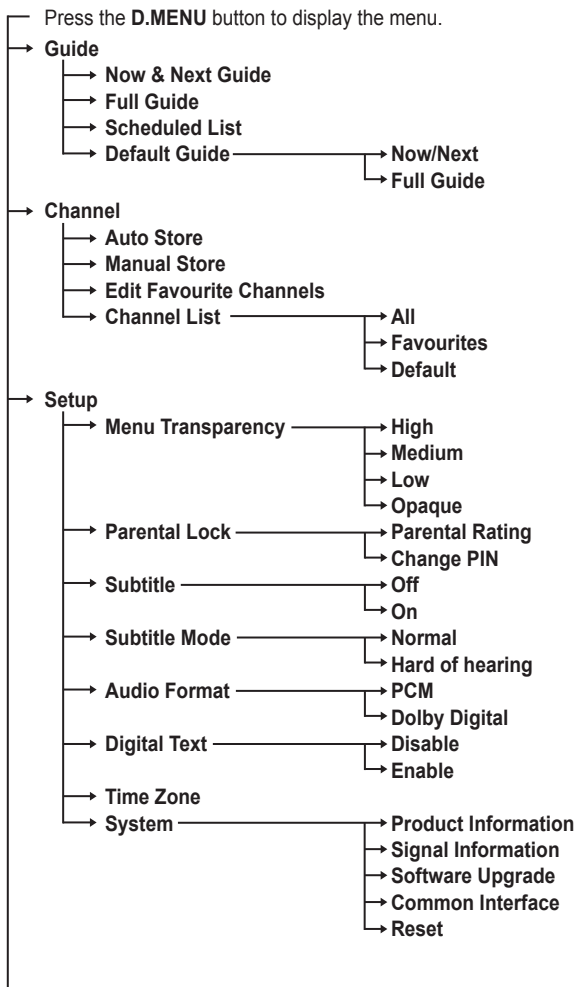 Press the D.MENU button to display the menu.
Guide
Now & Next Guide
Full Guide
Scheduled List
Default Guide Now/Next
Full Guide
Channel
Auto Store
Manual Store
Edit Favourite Channels
Channel List All
Favourites
Default
Setup
Menu Transparency High
Medium
Low
Opaque
Parental Lock Parental Rating
Change PIN
Subtitle Off
On
Subtitle Mode Normal
Hard of hearing
Audio Format PCM
Dolby Digital
Digital Text Disable
Enable
Time Zone
System Product Information
Signal Information
Software Upgrade
Common Interface
Reset